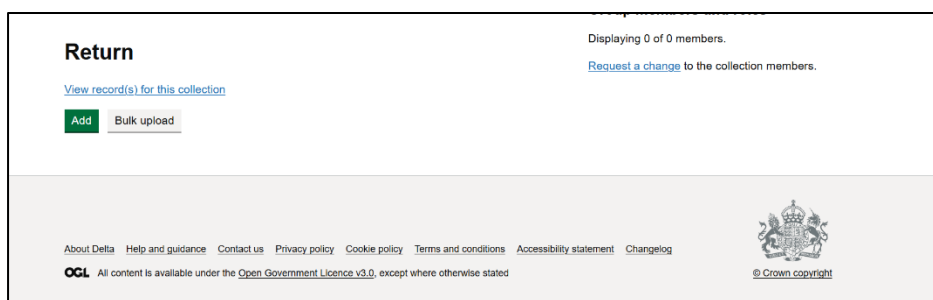 Return
View record(s) for this collection
Add Bulk upload
Displaying 0 of 0 members.
Request a change to the collection members.
About Delta Help and guidance Contact us Privacy policy Cookie policy Terms and conditions Accessibility statement Changelog
OGL All content is available under the Open Government Licence v3.0, except where otherwise stated
© Crown copyright